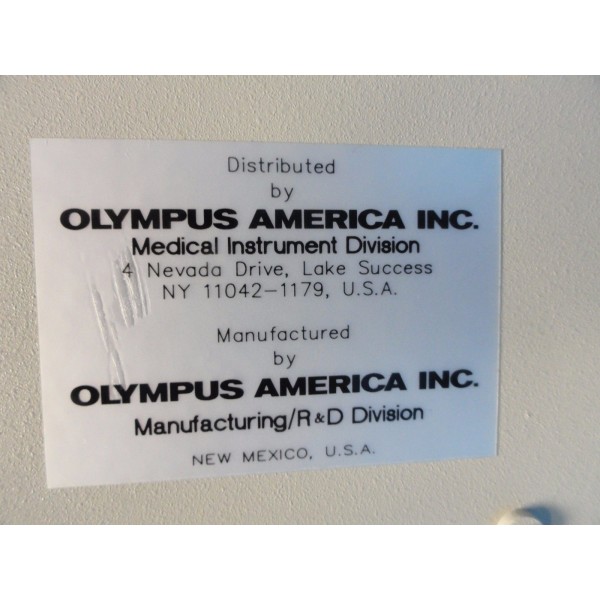 Distributed
by
OLYMPUS AMERICA INC.
Medical Instrument Division
4 Nevada Drive, Lake Success
NY 11042-1179, U.S.A.
Manufactured
by
OLYMPUS AMERICA INC.
Manufacturing/R&D Division
NEW MEXICO, U.S.A.